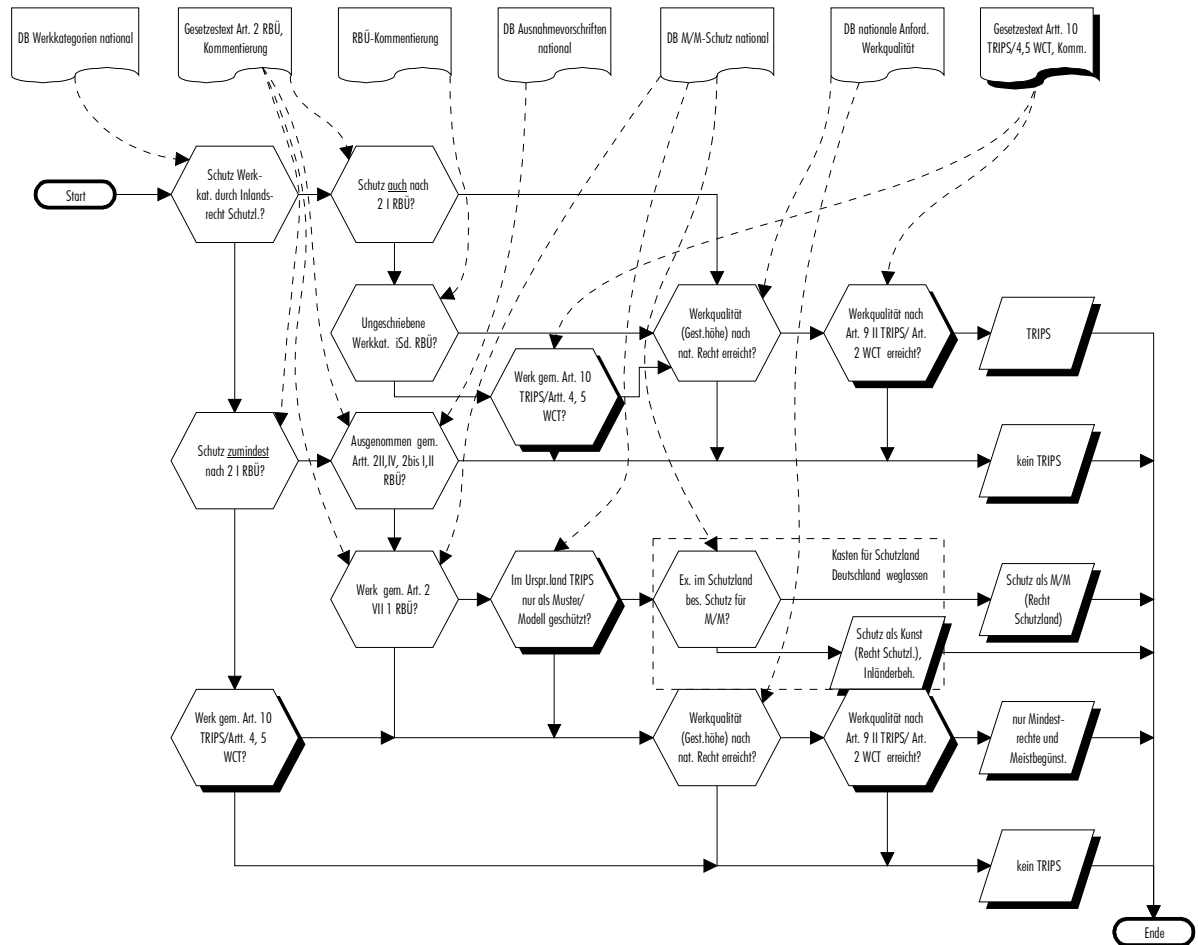 DB Werkkategorien
national
Gesetzestext Art. 2 RBÜ,
Kommentierung
RBÜ-Kommentierung
DB Ausnahmevorschriften
national
DB M/M-Schutz national
DB nationale Anford.
Werkqualität
Gesetzestext Artt. 10
TRIPS/4,5 WCT, Komm.
Start
Schutz Werk-
kat. durch Inlands-
recht Schutzl.?
Schutz auch nach
2 I RBÜ?
Ungeschriebene
Werkkat. iSd. RBÜ?
Werk gem. Art. 10
TRIPS/Artt. 4, 5
WCT?
Werkqualität
(Gest.höhe) nach
nat. Recht erreicht?
Werkqualität nach
Art. 9 II TRIPS/ Art.
2 WCT erreicht?
TRIPS
Schutz zumindest
nach 2 I RBÜ?
Ausgenommen gem.
Artt. 2II,IV, 2bis I,II
RBÜ?
kein TRIPS
Werk gem. Art. 2
VII 1 RBÜ?
Im Urspr.land TRIPS
nur als Muster/
Modell geschützt?
Ex. im Schutzland
bes. Schutz für
M/M?
Kasten für Schutzland
Deutschland weglassen
Schutz als M/M
(Recht
Schutzland)
Schutz als Kunst
(Recht Schutzl.),
Inländerbeh.
Werk gem. Art. 10
TRIPS/Artt. 4, 5
WCT?
Werkqualität
(Gest.höhe) nach
nat. Recht erreicht?
Werkqualität nach
Art. 9 II TRIPS/ Art.
2 WCT erreicht?
nur Mindest-
rechte und
Meistbegünst.
kein TRIPS
Ende